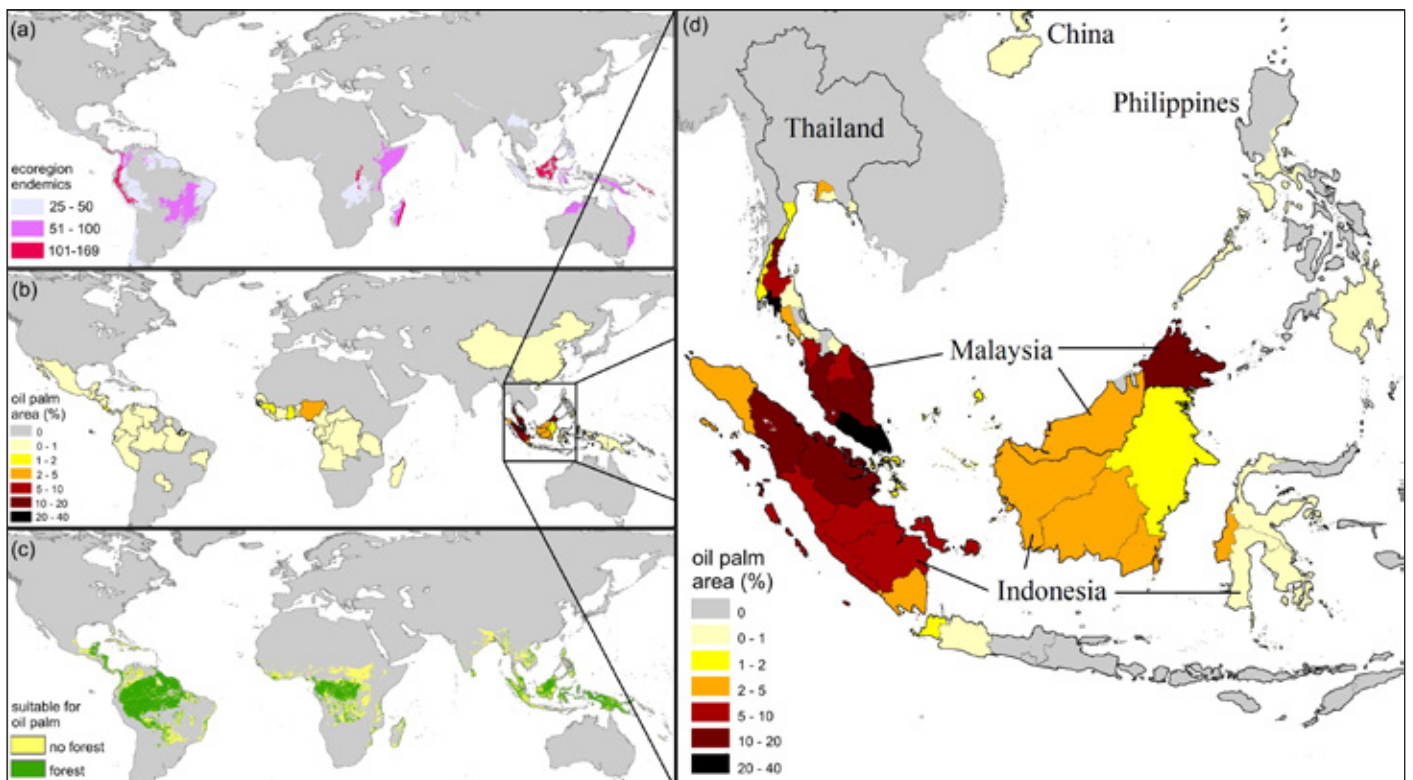 (a)
ecoregion
endemics
25 - 50
51 - 100
101-169
(b)
oil palm
area (%)
0
0 - 1
1 - 2
2 - 5
5 - 10
10 - 20
20 - 40
(c)
suitable for
oil palm
no forest
forest
(d)
China
Philippines
Thailand
Malaysia
Indonesia
oil palm
area (%)
0
0 - 1
1 - 2
2 - 5
5 - 10
10 - 20
20 - 40